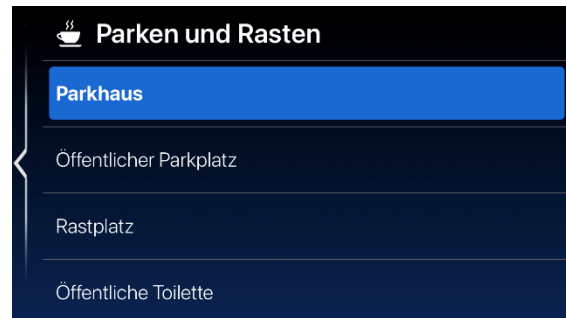 Parken und Rasten
Parkhaus
Öffentlicher Parkplatz
Rastplatz
Öffentliche Toilette